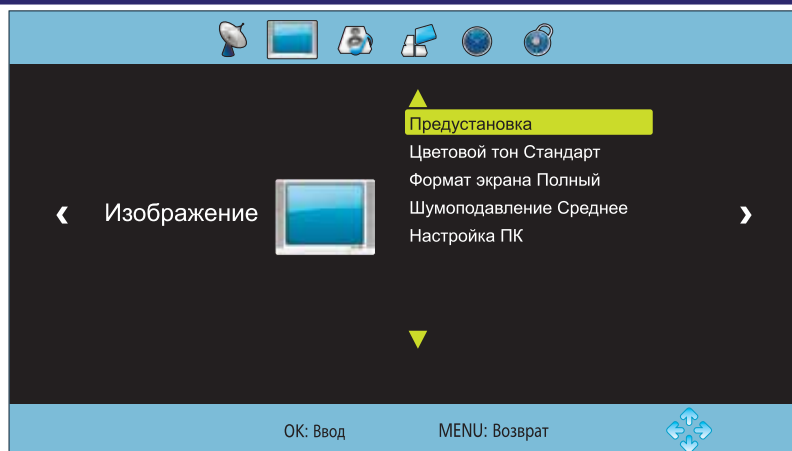 Предустановка
Цветовой тон Стандарт
Формат экрана Полный
Изображение
Шумоподавление Среднее
Настройка ПК
OK: Ввод
MENU: Возврат